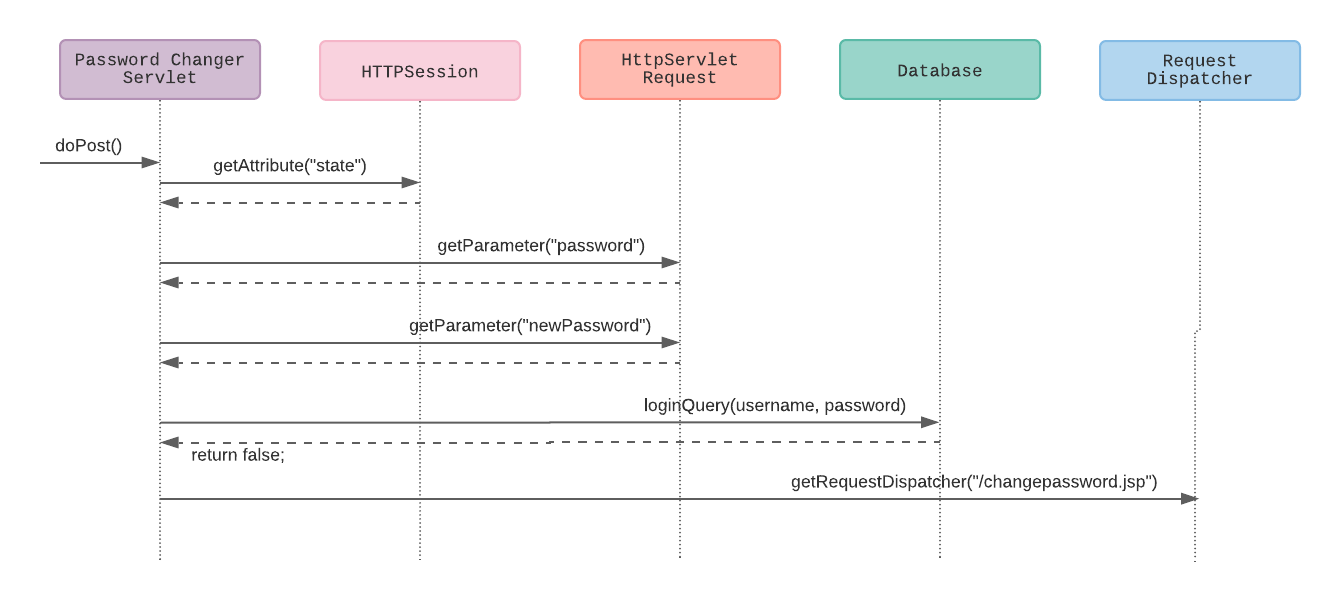 Password Changer
Servlet
HTTPSession
HttpServlet
Request
Database
Request
Dispatcher
doPost()
getAttribute("state")
getParameter("password")
getParameter("newPassword")
loginQuery(username, password)
return false;
getRequestDispatcher("/changepassword.jsp")